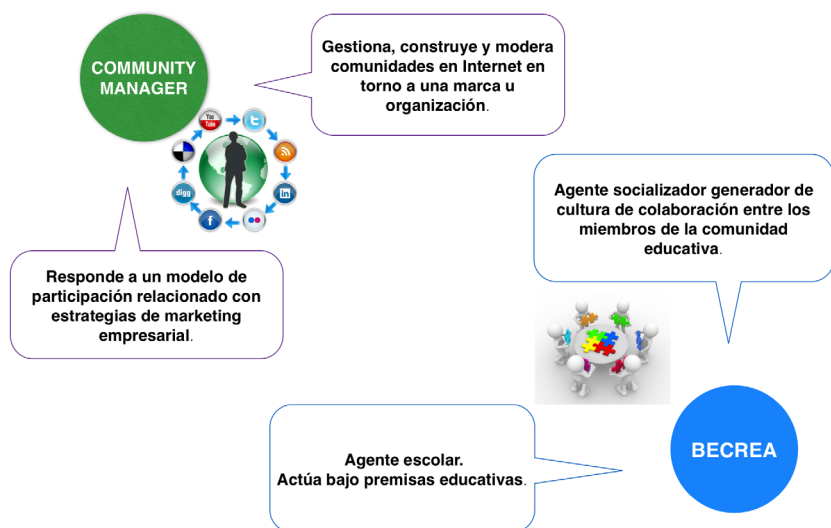 COMMUNITY
MANAGER
Gestiona, construye y modera
comunidades en Internet en
torno a una marca u
organización.
You
Tube
digg
in
f
Agente socializador generador de
cultura de colaboración entre los
miembros de la comunidad
educativa.
Responde a un modelo de
participación relacionado con
estrategias de marketing
empresarial.
Agente escolar.
Actúa bajo premisas educativas.
BECREA